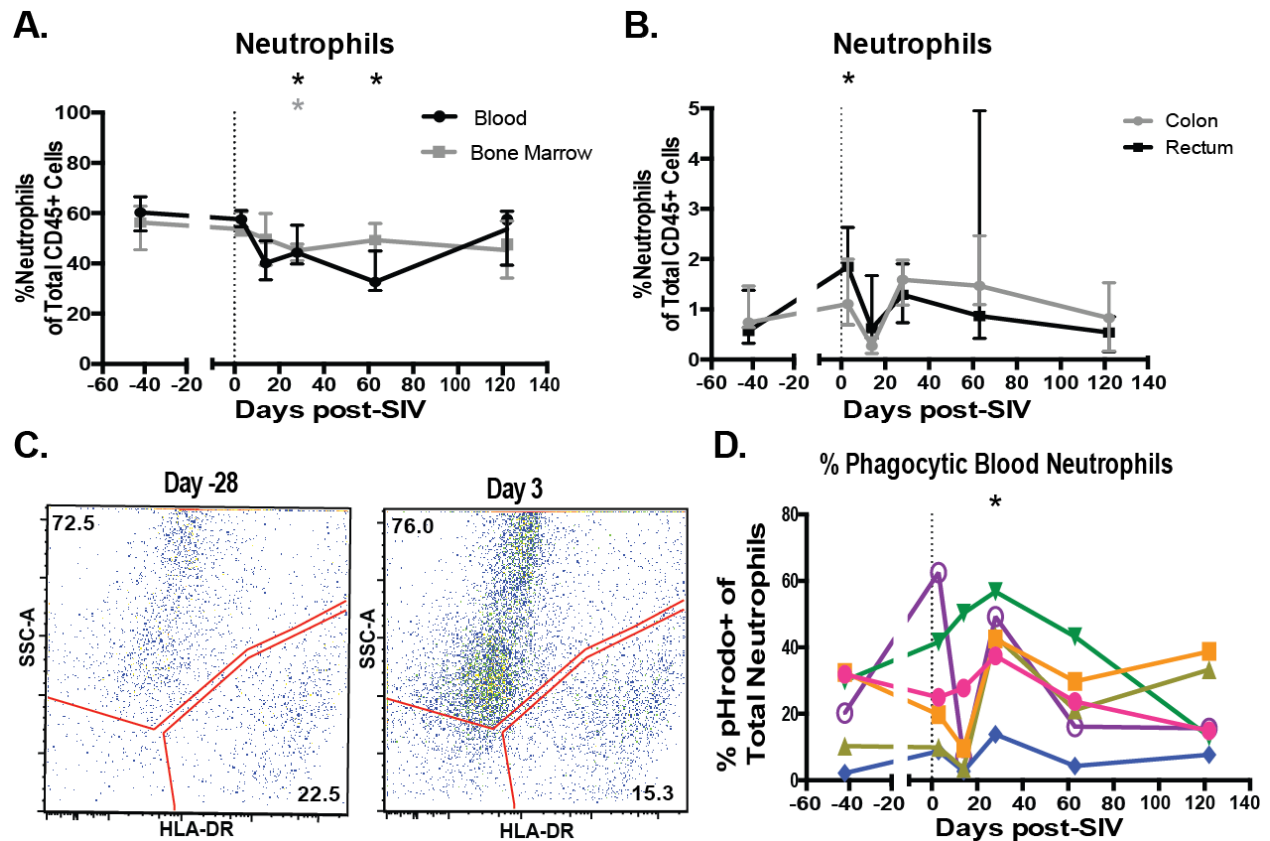 A.
Neutrophils
*
*
*
%Neutrophils
of Total CD45+ Cells
100
80
60
40
20
0
-60 -40 -20 0 20 40 60 80 100 120 140
Days post-SIV
Blood
Bone Marrow
B.
Neutrophils
*
%Neutrophils
of Total CD45+ Cells
5
4
3
2
1
0
-60 -40 -20 0 20 40 60 80 100 120 140
Days post-SIV
Colon
Rectum
C.
Day -28
72.5
22.5
SSC-A
HLA-DR
Day 3
76.0
15.3
SSC-A
HLA-DR
D.
% Phagocytic Blood Neutrophils
*
% pHrodo+ of
Total Neutrophils
80
60
40
20
0
-60 -40 -20 0 20 40 60 80 100 120 140
Days post-SIV